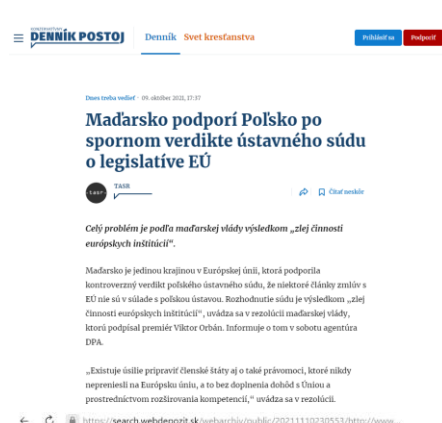 KONZERVATÍVNY
DENNÍK POSTOJ
Denník Svet kresťanstva
Prihlásiť sa
Podporiť
Dnes treba vedieť · 09. október 2021, 17:37
Maďarsko podporí Poľsko po
spornom verdikte ústavného súdu
o legislatíve EÚ
TASR
TASR
Čítať neskôr
Celý problém je podľa maďarskej vlády výsledkom „zlej činnosti
európskych inštitúcií“.
Maďarsko je jedinou krajinou v Európskej únii, ktorá podporila
kontroverzný verdikt poľského ústavného súdu, že niektoré články zmlúv s
EÚ nie sú v súlade s poľskou ústavou. Rozhodnutie súdu je výsledkom „zlej
činnosti európskych inštitúcií“, uvádza sa v rezolúcii maďarskej vlády,
ktorú podpísal premiér Viktor Orbán. Informuje o tom v sobotu agentúra
DPA.
„Existuje úsilie pripraviť členské štáty aj o také právomoci, ktoré nikdy
nepreniesli na Európsku úniu, a to bez doplnenia dohôd s Úniou a
prostredníctvom rozširovania kompetencií,“ uvádza sa v rezolúcii.
https://search.webdepozit.sk/webarchiv/public/20211110230553/http://www...